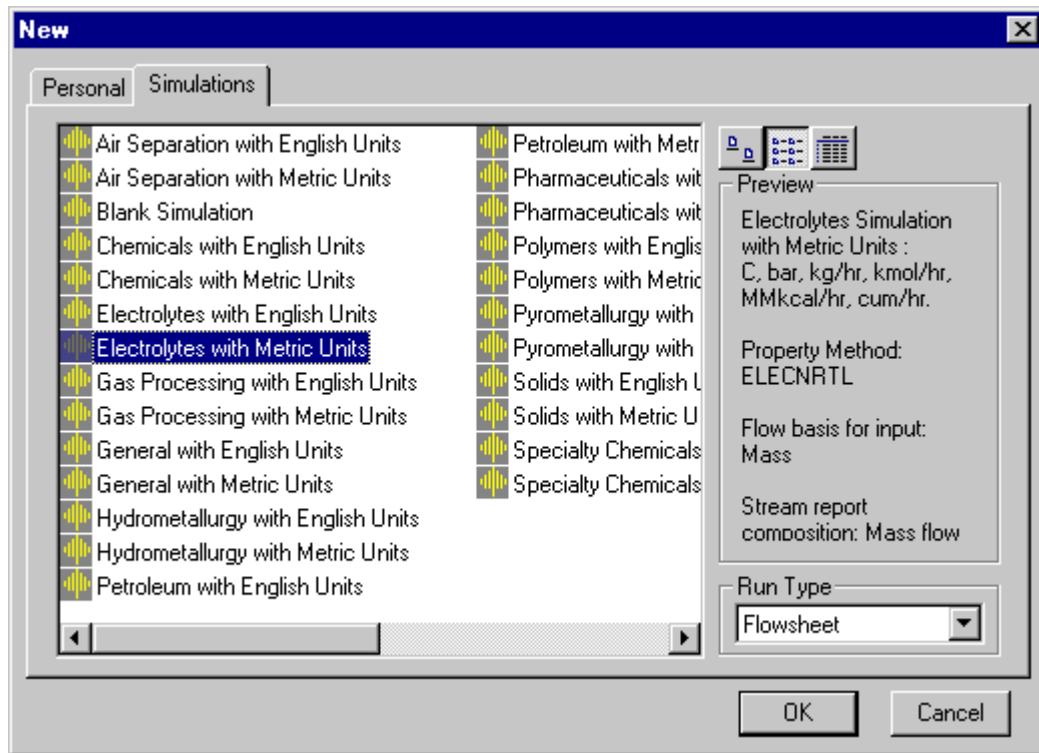 New
Personal
Simulations
Air Separation with English Units
Air Separation with Metric Units
Blank Simulation
Chemicals with English Units
Chemicals with Metric Units
Electrolytes with English Units
Electrolytes with Metric Units
Gas Processing with English Units
Gas Processing with Metric Units
General with English Units
General with Metric Units
Hydrometallurgy with English Units
Hydrometallurgy with Metric Units
Petroleum with English Units
Petroleum with Metr
Pharmaceuticals wit
Pharmaceuticals wit
Polymers with Englis
Polymers with Metric
Pyrometallurgy with
Pyrometallurgy with
Solids with English U
Solids with Metric U
Specialty Chemicals
Specialty Chemicals
Preview
Electrolytes Simulation
with Metric Units :
C, bar, kg/hr, kmol/hr,
MMkcal/hr, cum/hr.
Property Method:
ELECNRTL
Flow basis for input:
Mass
Stream report
composition: Mass flow
Run Type
Flowsheet
OK
Cancel